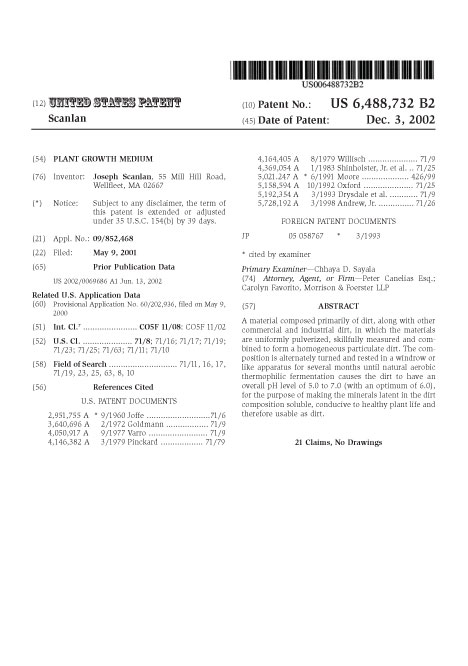 US006488732B2
(12) UNITED STATES PATENT
Scanlan
(10) Patent No.: US 6,488,732 B2
(45) Date of Patent: Dec. 3, 2002
(54) PLANT GROWTH MEDIUM
(76) Inventor: Joseph Scanlan, 55 Mill Hill Road,
Wellfleet, MA 02667
(*) Notice: Subject to any disclaimer, the term of
this patent is extended or adjusted
under 35 U.S.C. 154(b) by 39 days.
(21) Appl. No.: 09/852,468
(22) Filed: May 9, 2001
(65) Prior Publication Data
US 2002/0069686 A1 Jun. 13, 2002
Related U.S. Application Data
(60) Provisional Application No. 60/202,936, filed on May 9,
2000
(51) Int. Cl.7 ........................ CO5F 11/08; CO5F 11/02
(52) U.S. Cl. ..................... 71/8; 71/16; 71/17; 71/19;
71/23; 71/25; 71/63; 71/11; 71/10
(58) Field of Search ..................... 71/11, 16, 17,
71/19, 23, 25, 63, 8, 10
(56) References Cited
U.S. PATENT DOCUMENTS
2,951,755 A * 9/1960 Joffe ........................71/6
3,640,696 A 2/1972 Goldmann ................. 71/9
4,050,917 A 9/1977 Varro ........................ 71/9
4,146,382 A 3/1979 Pinckard ................. 71/79
4,164,405 A 8/1979 Willisch .................... 71/9
4,369,054 A 1/1983 Shinholster, Jr. et al. .. 71/25
5,021,247 A * 6/1991 Moore .................... 426/99
5,158,594 A 10/1992 Oxford .................... 71/25
5,192,354 A 3/1993 Drysdale et al. ............ 71/9
5,728,192 A 3/1998 Andrew, Jr. ............... 71/26
FOREIGN PATENT DOCUMENTS
JP 05 058767 * 3/1993
* cited by examiner
Primary Examiner—Chhaya D. Sayala
(74) Attorney, Agent, or Firm—Peter Canelias Esq.;
Carolyn Favorito, Morrison & Foerster LLP
(57) ABSTRACT
A material composed primarily of dirt, along with other
commercial and industrial dirt, in which the materials
are uniformly pulverized, skillfully measured and com-
bined to form a homogeneous particulate dirt. The com-
position is alternately turned and rested in a windrow or
like apparatus for several months until natural aerobic
thermophilic fermentation causes the dirt to have an
overall pH level of 5.0 to 7.0 (with an optimum of 6.0),
for the purpose of making the minerals latent in the dirt
composition soluble, conducive to healthy plant life and
therefore usable as dirt.
21 Claims, No Drawings